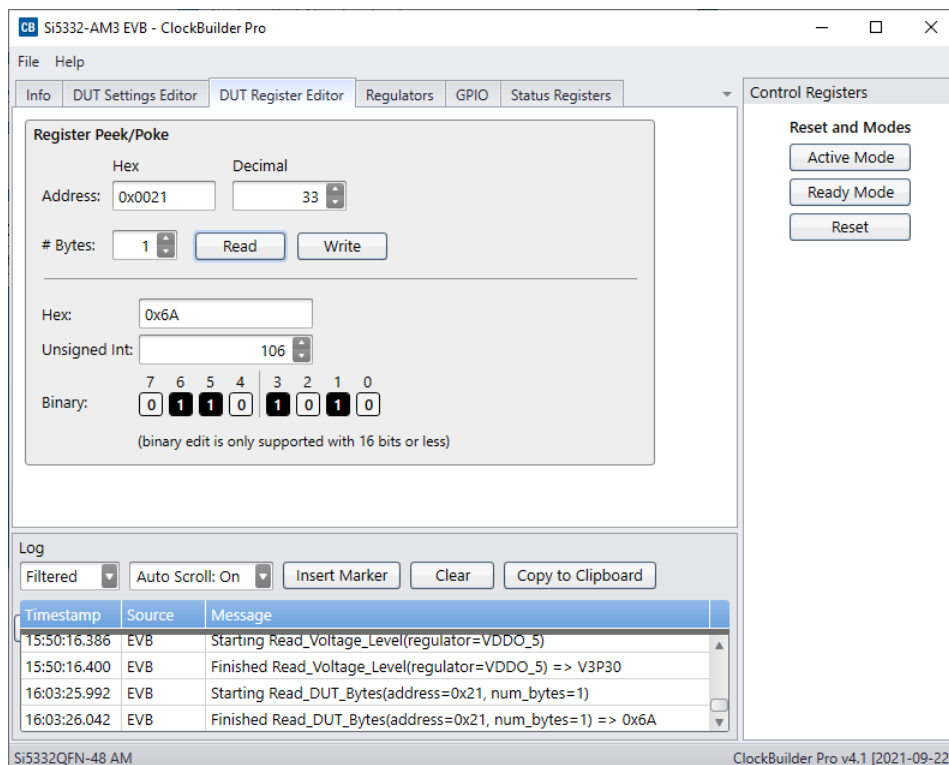 CB Si5332-AM3 EVB - ClockBuilder Pro
File Help
Info DUT Settings Editor DUT Register Editor Regulators GPIO Status Registers
Register Peek/Poke
Hex Decimal
Address: 0x0021 33
# Bytes: 1 Read Write
Hex: 0x6A
Unsigned Int: 106
7 6 5 4 3 2 1 0
Binary: 0 1 1 0 1 0 1 0
(binary edit is only supported with 16 bits or less)
Control Registers
Reset and Modes
Active Mode
Ready Mode
Reset
Log
Filtered Auto Scroll: On Insert Marker Clear Copy to Clipboard
Timestamp Source Message
15:50:16.386 EVB Starting Read_Voltage_Level(regulator=VDDO_5)
15:50:16.400 EVB Finished Read_Voltage_Level(regulator=VDDO_5) => V3P30
16:03:25.992 EVB Starting Read_DUT_Bytes(address=0x21, num_bytes=1)
16:03:26.042 EVB Finished Read_DUT_Bytes(address=0x21, num_bytes=1) => 0x6A
Si5332QFN-48 AM ClockBuilder Pro v4.1 [2021-09-22